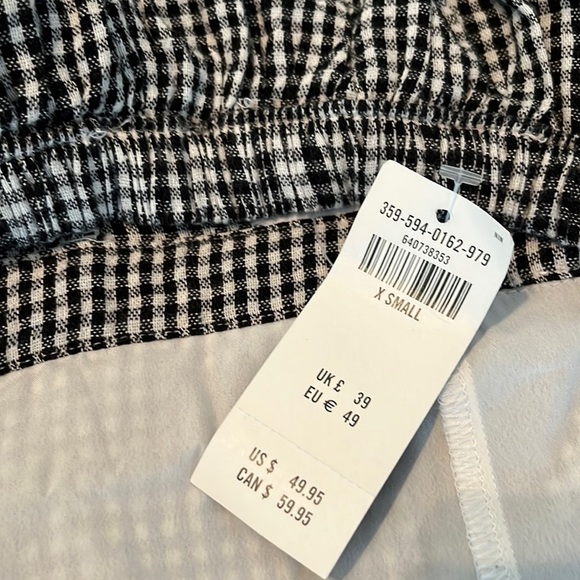 359-594-0162-979
640738353
X SMALL
UK £ 39
EU € 49
US $ 49.95
CAN $ 59.95